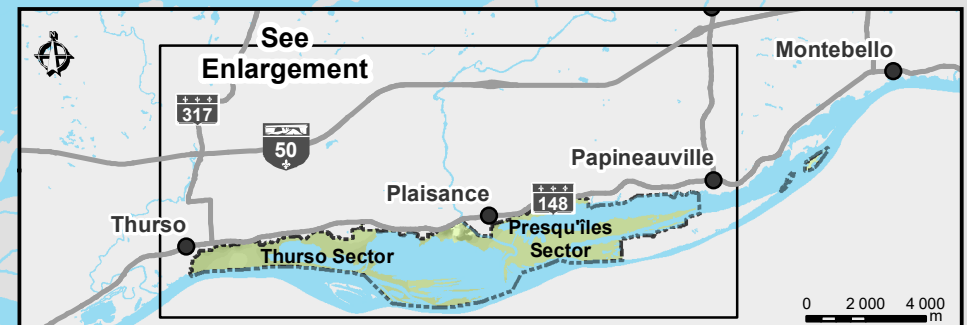 See
Enlargement
Montebello
317
50
Papineauville
Plaisance
148
Thurso
Presqu'îles
Sector
Thurso Sector
0 2 000 4 000
m